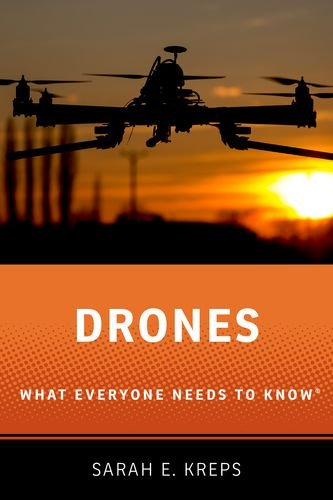 DRONES
WHAT EVERYONE NEEDS TO KNOW®
SARAH E. KREPS